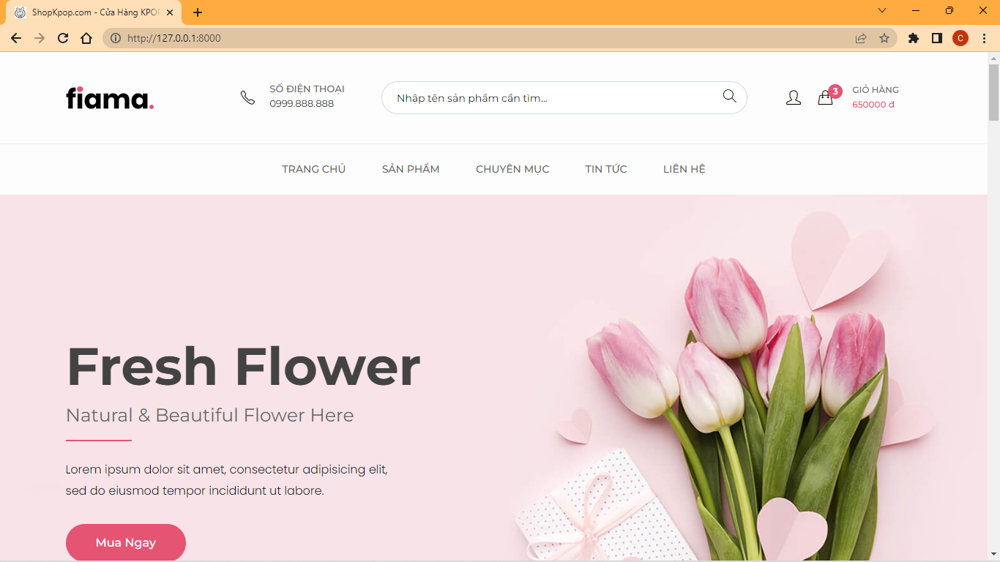 ShopKpop.com - Cửa Hàng KPOP
http://127.0.0.1:8000
C
fiama.
SỐ ĐIỆN THOẠI
0999.888.888
Nhập tên sản phẩm cần tìm...
3
GIỎ HÀNG
650000 đ
TRANG CHỦ SẢN PHẨM CHUYÊN MỤC TIN TỨC LIÊN HỆ
Fresh Flower
Natural & Beautiful Flower Here
Lorem ipsum dolor sit amet, consectetur adipisicing elit,
sed do eiusmod tempor incididunt ut labore.
Mua Ngay